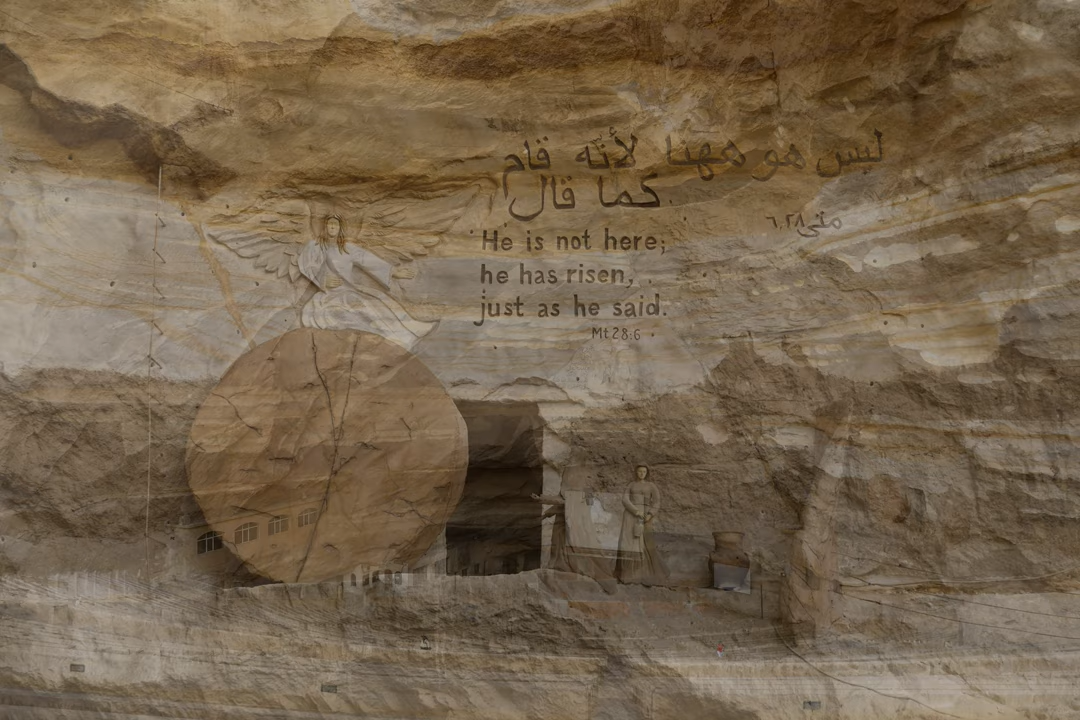 ليس هو ههنا لأنّه قام
كما قال
متى ٦،٢٨
He is not here;
he has risen,
just as he said.
Mt 28:6